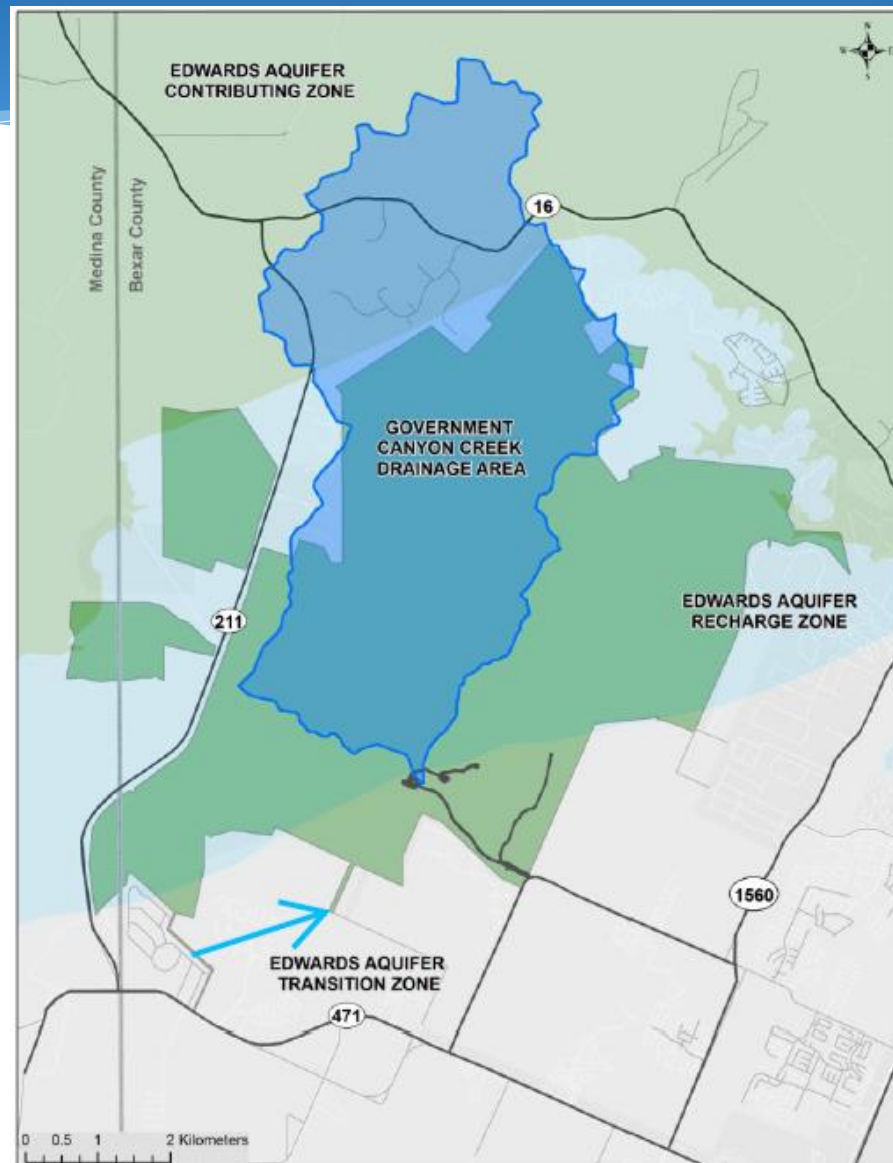 N
W
E
S
EDWARDS AQUIFER
CONTRIBUTING ZONE
Medina County
Bexar County
16
GOVERNMENT
CANYON CREEK
DRAINAGE AREA
EDWARDS AQUIFER
RECHARGE ZONE
211
1560
EDWARDS AQUIFER
TRANSITION ZONE
471
0 0.5 1 2 Kilometers